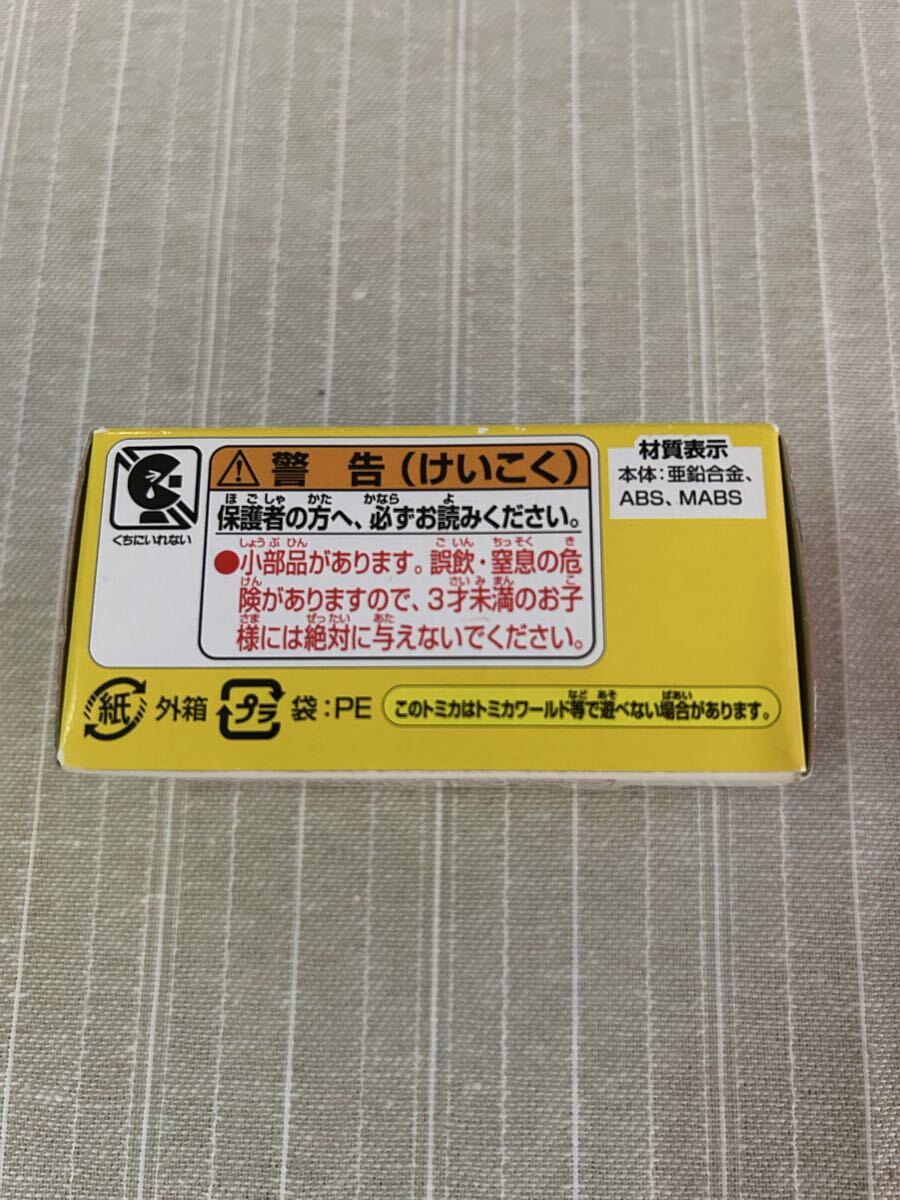 くちにいれない
警 告(けいこく)
ほごしゃ かた かなら よ
保護者の方へ、必ずお読みください。
しょうぶひん ごいん ちっそく き
●小部品があります。誤飲・窒息の危
けん さいみまん こ
険がありますので、3才未満のお子
さま ぜったい あた
様には絶対に与えないでください。
材質表示
本体:亜鉛合金、
ABS、MABS
紙 外箱 プラ 袋:PE
など あそ ばあい
このトミカはトミカワールド等で遊べない場合があります。